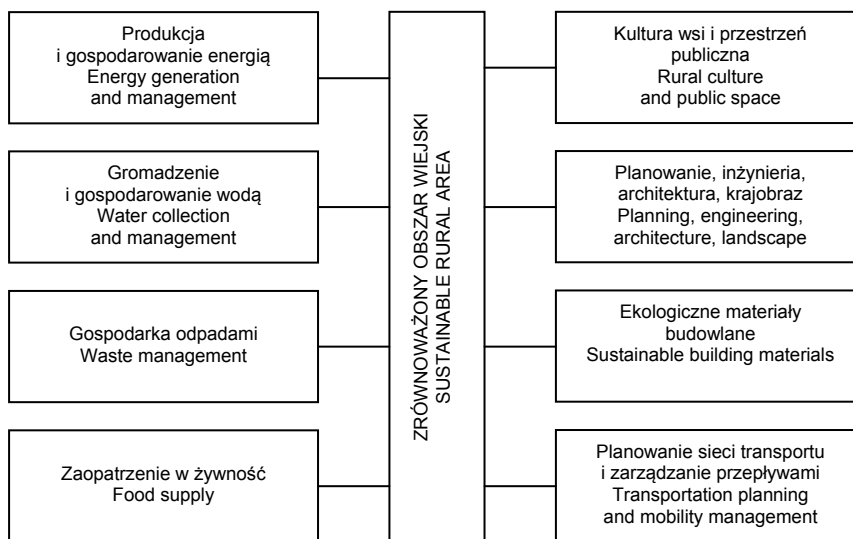 Produkcja
i gospodarowanie energią
Energy generation
and management
Gromadzenie
i gospodarowanie wodą
Water collection
and management
Gospodarka odpadami
Waste management
Zaopatrzenie w żywność
Food supply
ZRÓWNOWAŻONY OBSZAR WIEJSKI
SUSTAINABLE RURAL AREA
Kultura wsi i przestrzeń
publiczna
Rural culture
and public space
Planowanie, inżynieria,
architektura, krajobraz
Planning, engineering,
architecture, landscape
Ekologiczne materiały
budowlane
Sustainable building materials
Planowanie sieci transportu
i zarządzanie przepływami
Transportation planning
and mobility management